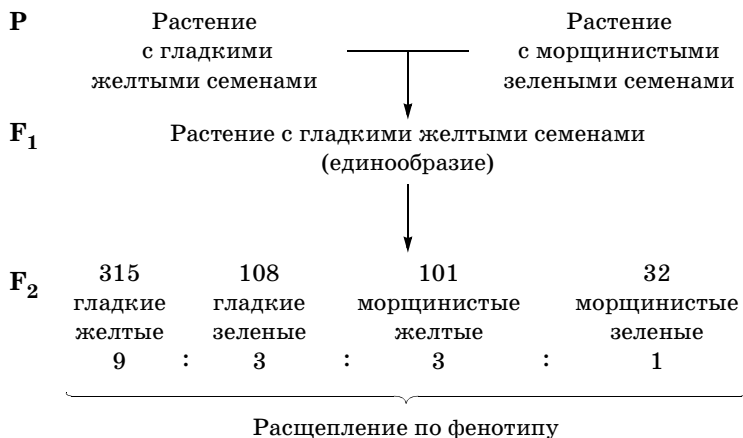 P Растение Растение
с гладкими с морщинистыми
желтыми семенами зелеными семенами
F1 Растение с гладкими желтыми семенами
(единообразие)
F2 315 108 101 32
гладкие гладкие морщинистые морщинистые
желтые зеленые желтые зеленые
9 : 3 : 3 : 1
Расщепление по фенотипу